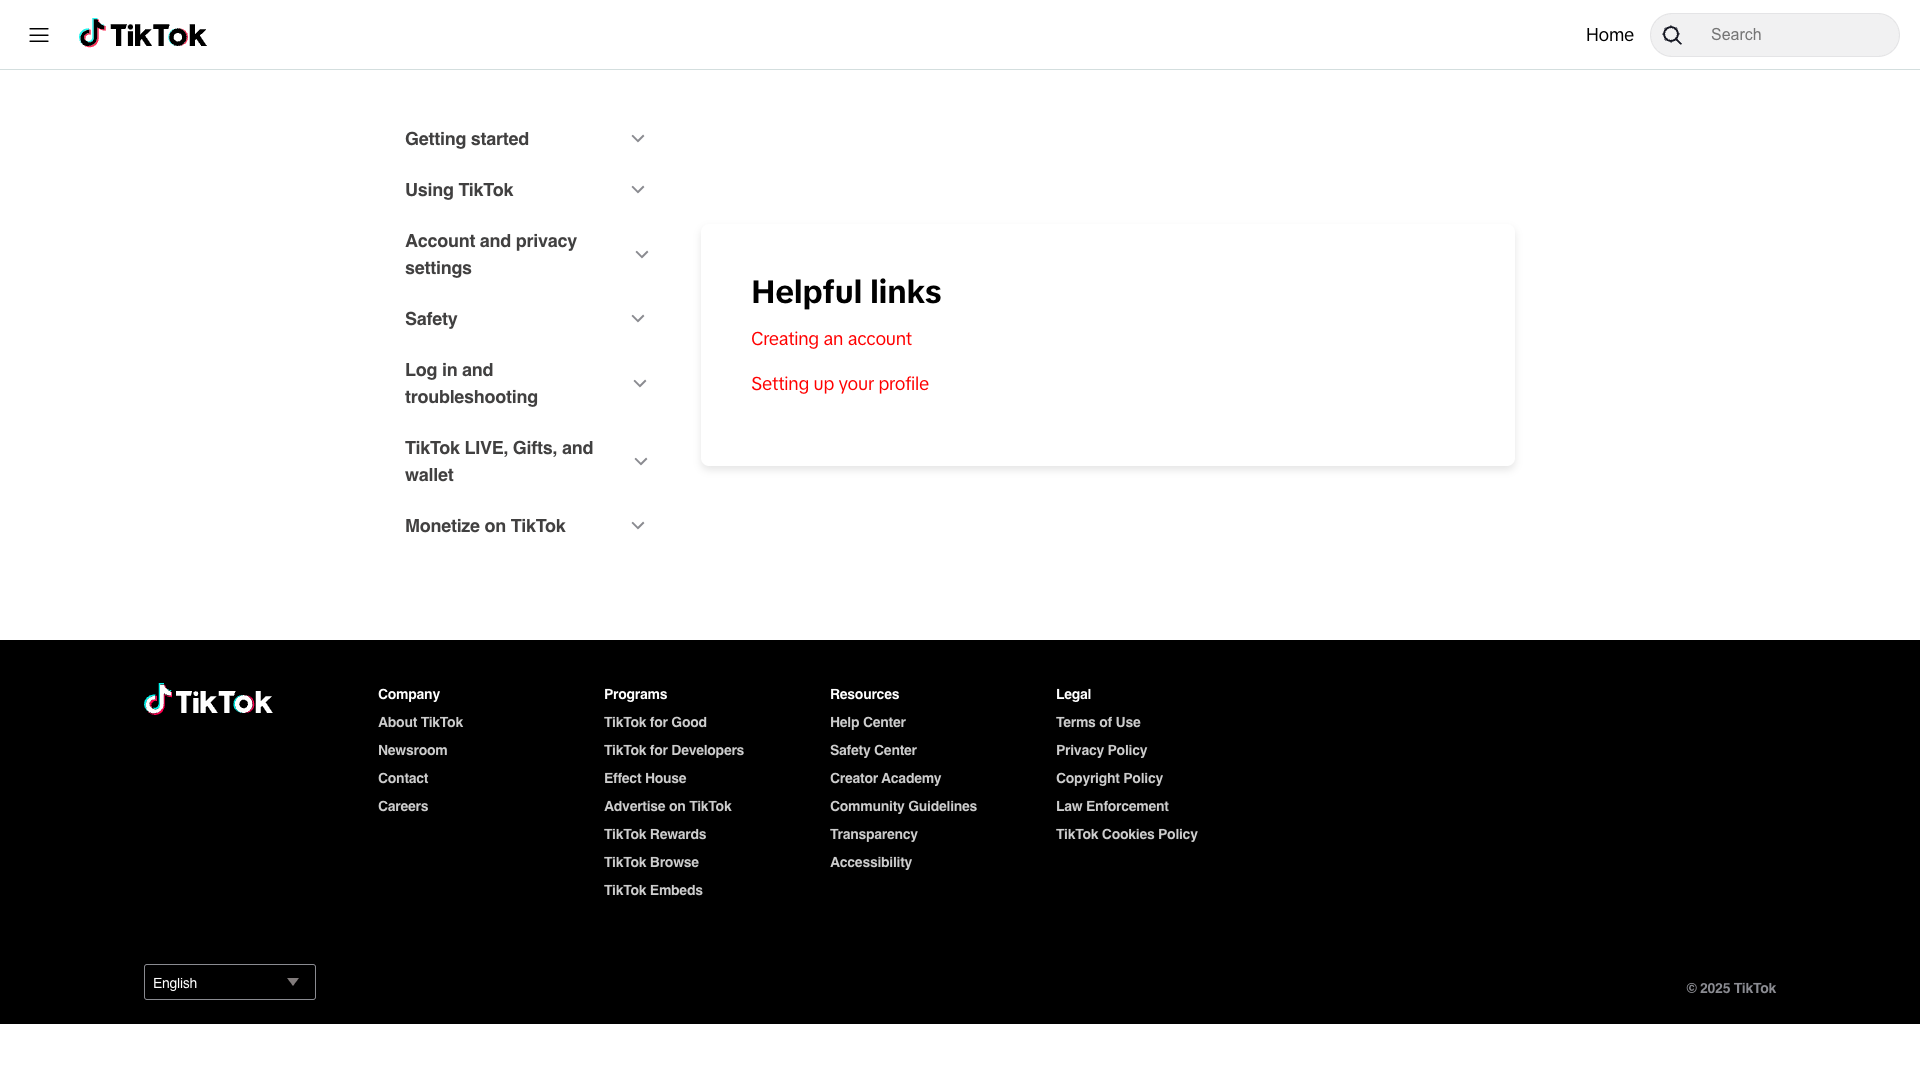 TikTok
Home
Search
Getting started
Using TikTok
Account and privacy
settings
Safety
Log in and
troubleshooting
TikTok LIVE, Gifts, and
wallet
Monetize on TikTok
Helpful links
Creating an account
Setting up your profile
TikTok
Company
About TikTok
Newsroom
Contact
Careers
Programs
TikTok for Good
TikTok for Developers
Effect House
Advertise on TikTok
TikTok Rewards
TikTok Browse
TikTok Embeds
Resources
Help Center
Safety Center
Creator Academy
Community Guidelines
Transparency
Accessibility
Legal
Terms of Use
Privacy Policy
Copyright Policy
Law Enforcement
TikTok Cookies Policy
English
© 2025 TikTok